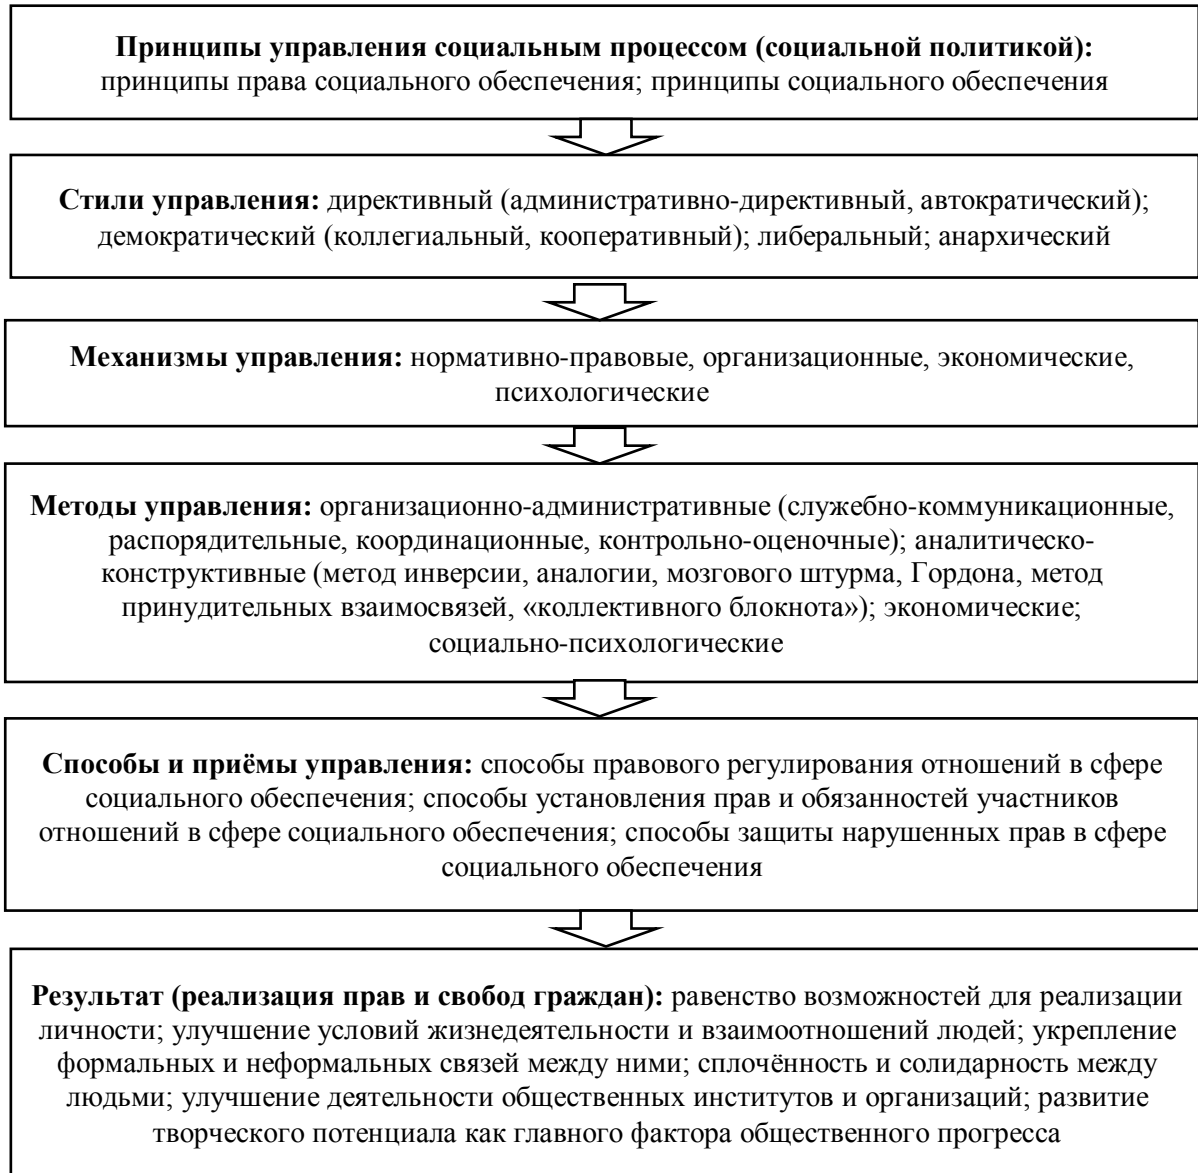 Принципы управления социальным процессом (социальной политикой):
принципы права социального обеспечения; принципы социального обеспечения
Стили управления: директивный (административно-директивный, автократический);
демократический (коллегиальный, кооперативный); либеральный; анархический
Механизмы управления: нормативно-правовые, организационные, экономические,
психологические
Методы управления: организационно-административные (служебно-коммуникационные,
распорядительные, координационные, контрольно-оценочные); аналитическо-
конструктивные (метод инверсии, аналогии, мозгового штурма, Гордона, метод
принудительных взаимосвязей, «коллективного блокнота»); экономические;
социально-психологические
Способы и приёмы управления: способы правового регулирования отношений в сфере
социального обеспечения; способы установления прав и обязанностей участников
отношений в сфере социального обеспечения; способы защиты нарушенных прав в сфере
социального обеспечения
Результат (реализация прав и свобод граждан): равенство возможностей для реализации
личности; улучшение условий жизнедеятельности и взаимоотношений людей; укрепление
формальных и неформальных связей между ними; сплочённость и солидарность между
людьми; улучшение деятельности общественных институтов и организаций; развитие
творческого потенциала как главного фактора общественного прогресса